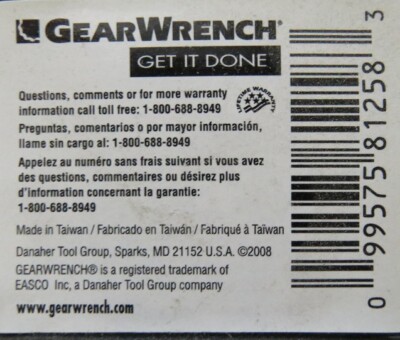 GEARWRENCH®
GET IT DONE
Questions, comments or for more warranty
information call toll free: 1-800-688-8949
LIFETIME WARRANTY
Preguntas, comentarios o por mayor información,
llame sin cargo al: 1-800-688-8949
Appelez au numéro sans frais suivant si vous avez
des questions, commentaires ou désirez plus
d'information concernant la garantie:
1-800-688-8949
Made in Taiwan / Fabricado en Taiwán / Fabriqué à Taïwan
Danaher Tool Group, Sparks, MD 21152 U.S.A. ©2008
GEARWRENCH® is a registered trademark of
EASCO Inc, a Danaher Tool Group company
www.gearwrench.com
0 99575 81258 3